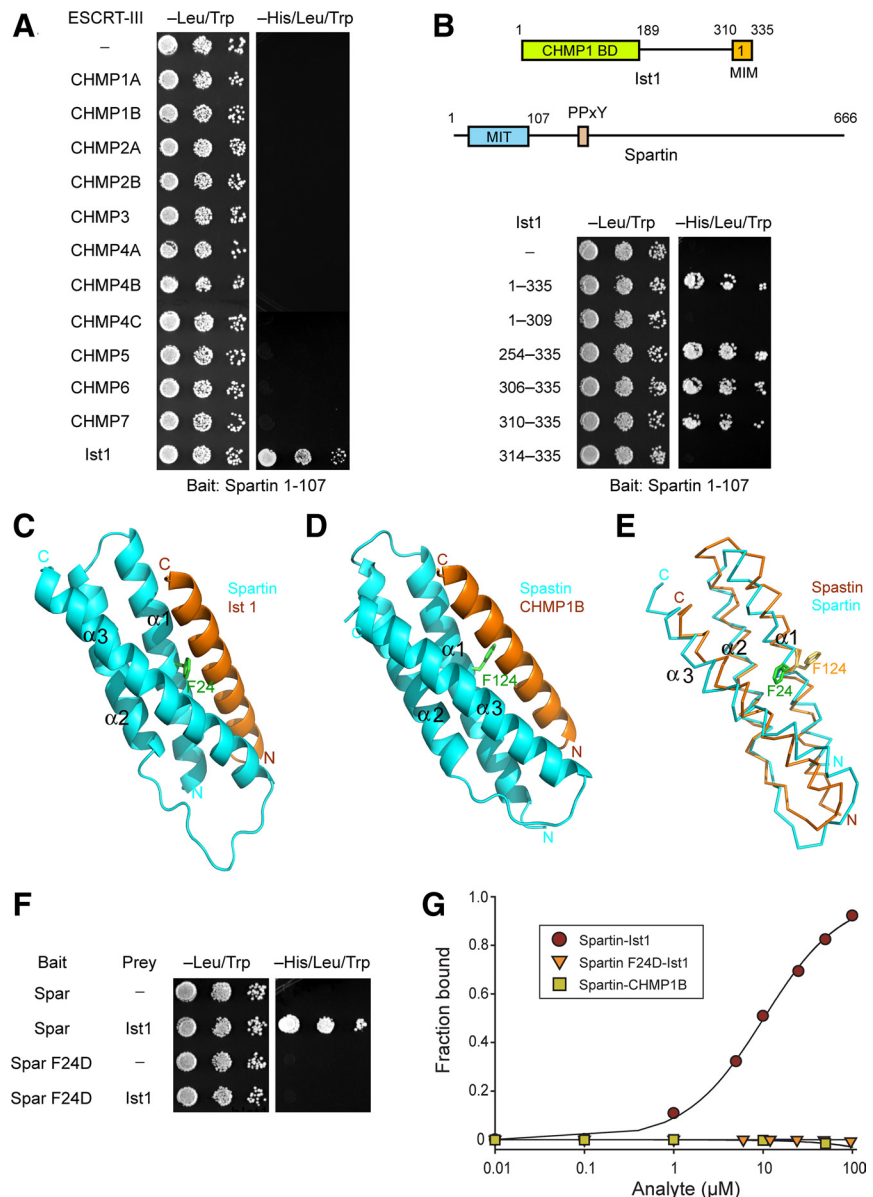 A
ESCRT-III –Leu/Trp –His/Leu/Trp
–
CHMP1A
CHMP1B
CHMP2A
CHMP2B
CHMP3
CHMP4A
CHMP4B
CHMP4C
CHMP5
CHMP6
CHMP7
Ist1
Bait: Spartin 1-107
B
1 189 310 335
CHMP1 BD 1
Ist1 MIM
PPxY
1 107 666
MIT
Spartin
Ist1 –Leu/Trp –His/Leu/Trp
–
1–335
1–309
254–335
306–335
310–335
314–335
Bait: Spartin 1-107
C
C C
Spartin
Ist 1
α1
α3
F24
α2
N
N
D
C
Spastin
CHMP1B
C
α1
F124
α2 α3
N
N
E
C
C
Spastin
Spartin
α1
α2
α3
F124
F24
N
N
F
Bait Prey –Leu/Trp –His/Leu/Trp
Spar –
Spar Ist1
Spar F24D –
Spar F24D Ist1
G
Fraction bound
1.0
0.8
0.6
0.4
0.2
0
Spartin-Ist1
Spartin F24D-Ist1
Spartin-CHMP1B
0.01 0.1 1 10 100
Analyte (µM)